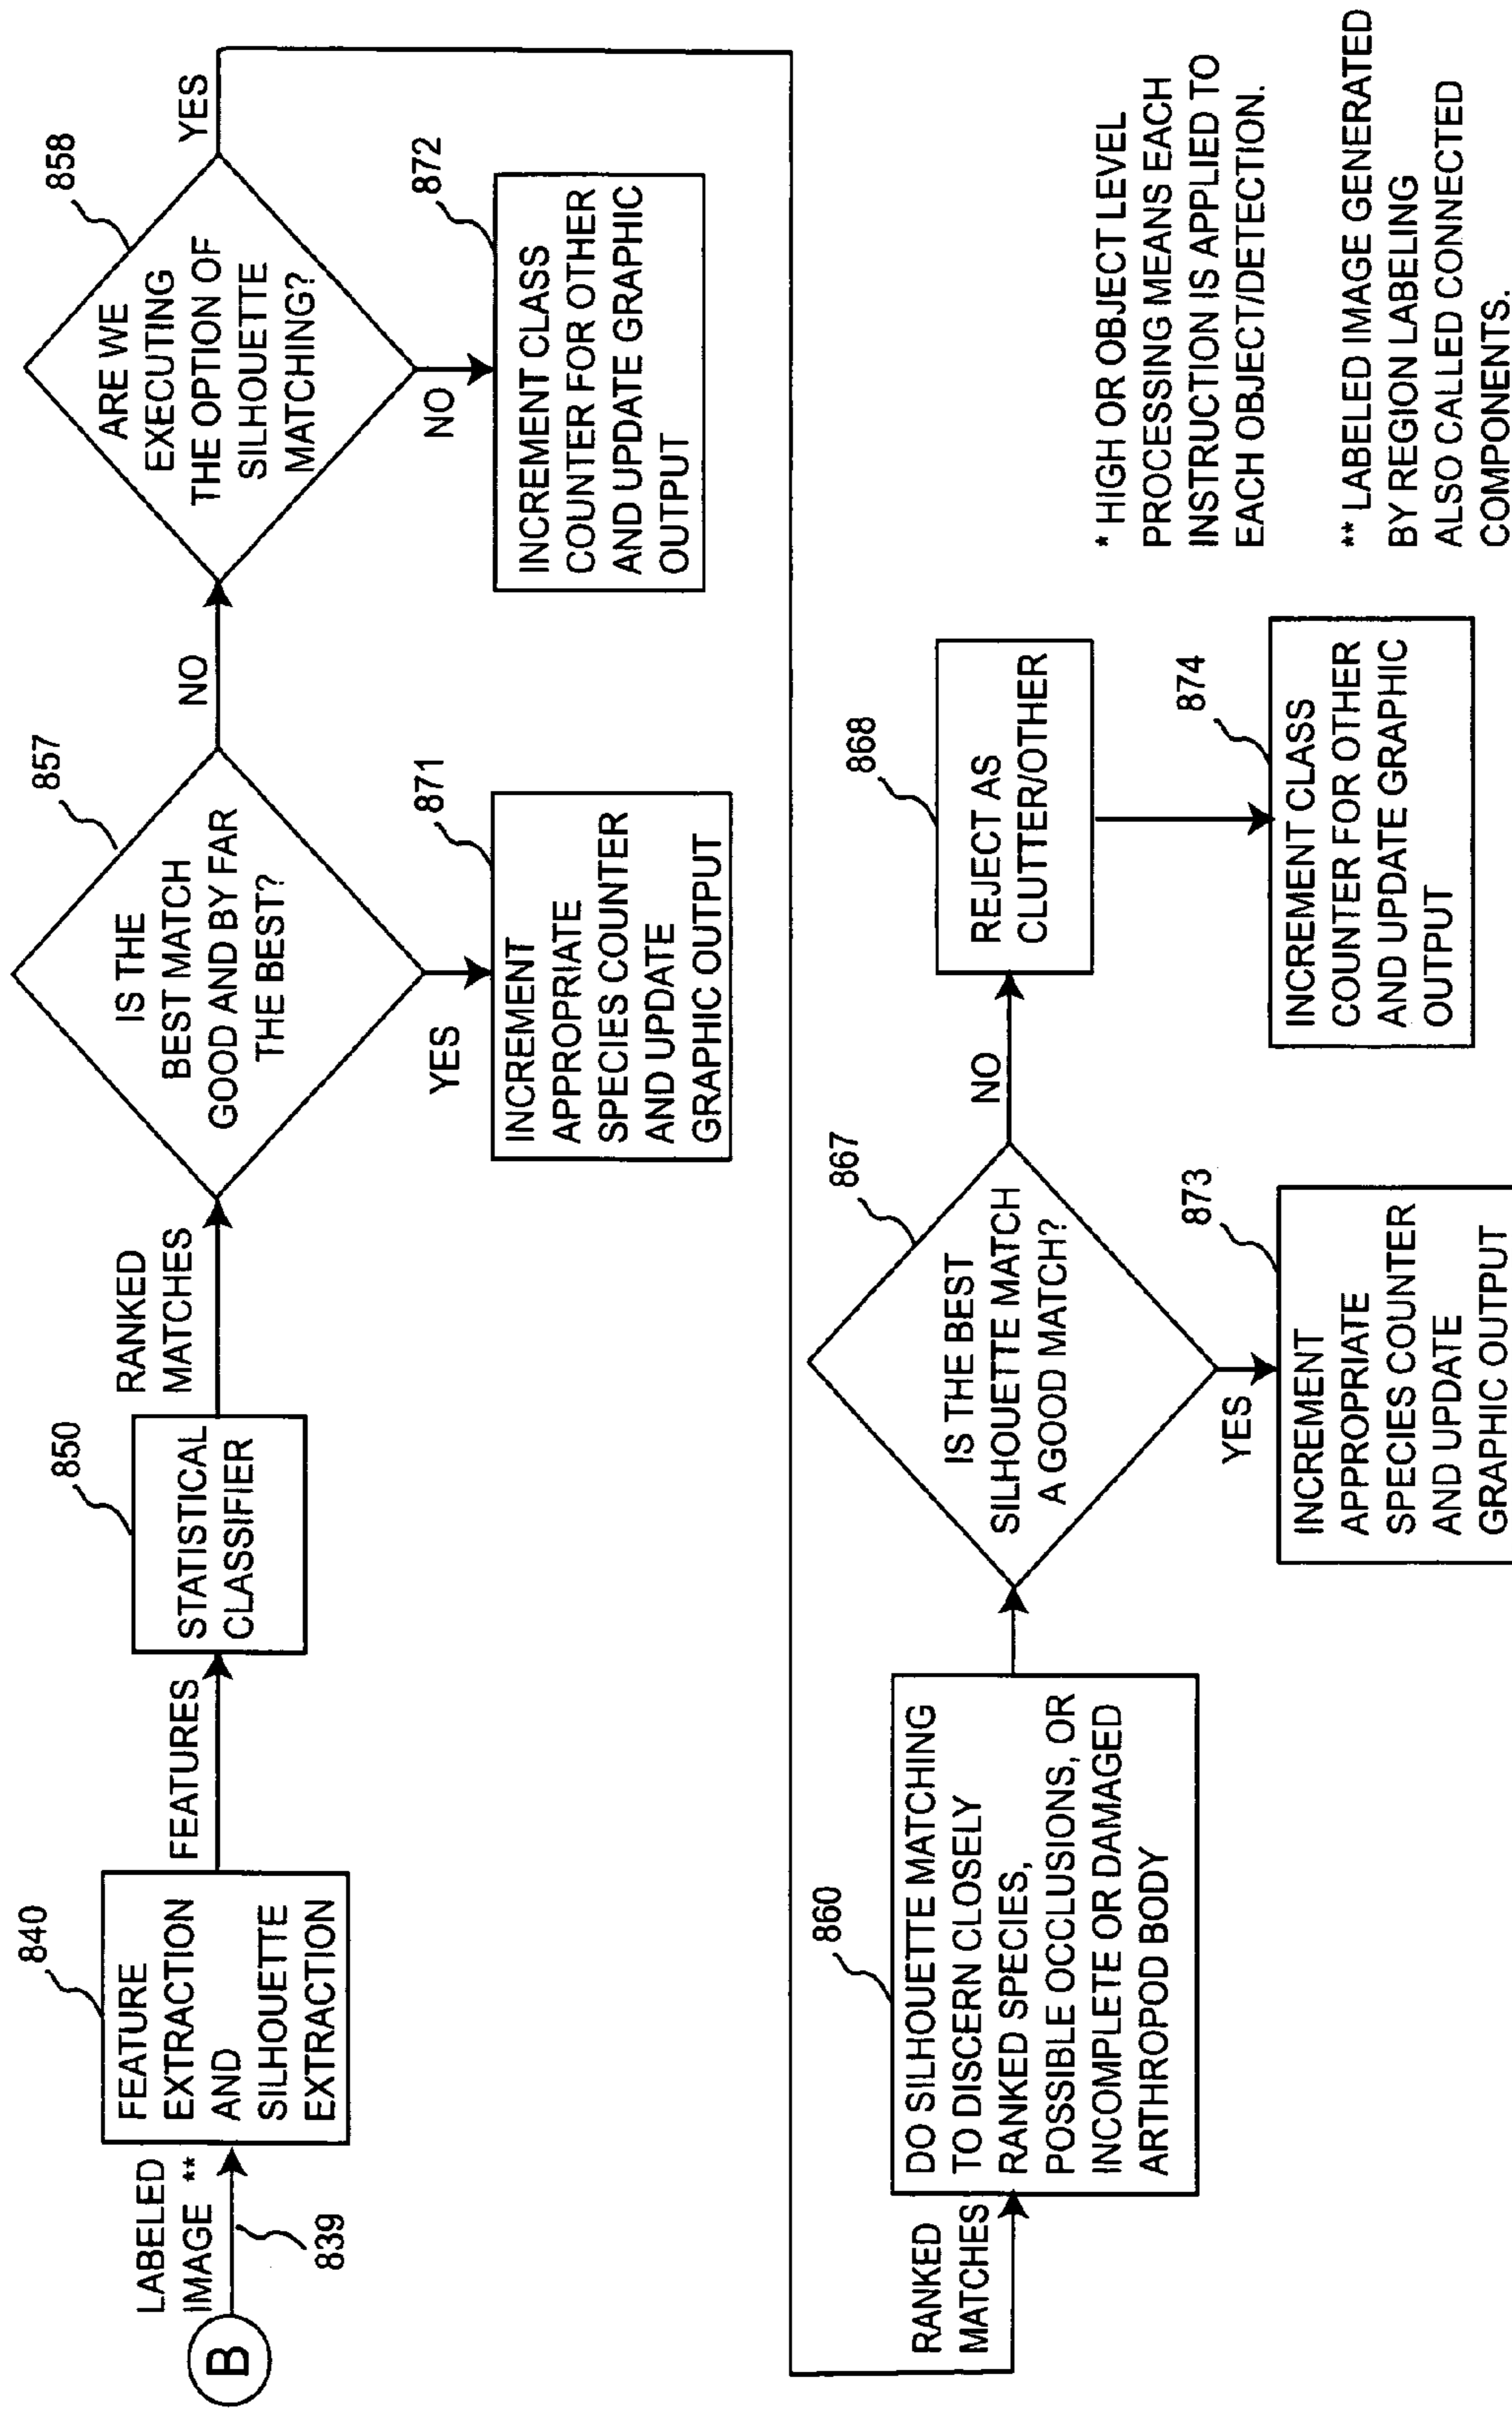 B
LABELED
IMAGE **
839
840
FEATURE
EXTRACTION
AND
SILHOUETTE
EXTRACTION
FEATURES
850
STATISTICAL
CLASSIFIER
RANKED
MATCHES
857
IS THE
BEST MATCH
GOOD AND BY FAR
THE BEST?
YES
871
INCREMENT
APPROPRIATE
SPECIES COUNTER
AND UPDATE
GRAPHIC OUTPUT
NO
858
ARE WE
EXECUTING
THE OPTION OF
SILHOUETTE
MATCHING?
YES
NO
872
INCREMENT CLASS
COUNTER FOR OTHER
AND UPDATE GRAPHIC
OUTPUT
RANKED
MATCHES
860
DO SILHOUETTE MATCHING
TO DISCERN CLOSELY
RANKED SPECIES,
POSSIBLE OCCLUSIONS, OR
INCOMPLETE OR DAMAGED
ARTHROPOD BODY
867
IS THE BEST
SILHOUETTE MATCH
A GOOD MATCH?
YES
873
INCREMENT
APPROPRIATE
SPECIES COUNTER
AND UPDATE
GRAPHIC OUTPUT
NO
868
REJECT AS
CLUTTER/OTHER
874
INCREMENT CLASS
COUNTER FOR OTHER
AND UPDATE GRAPHIC
OUTPUT
* HIGH OR OBJECT LEVEL
PROCESSING MEANS EACH
INSTRUCTION IS APPLIED TO
EACH OBJECT/DETECTION.
** LABELED IMAGE GENERATED
BY REGION LABELING
ALSO CALLED CONNECTED
COMPONENTS.